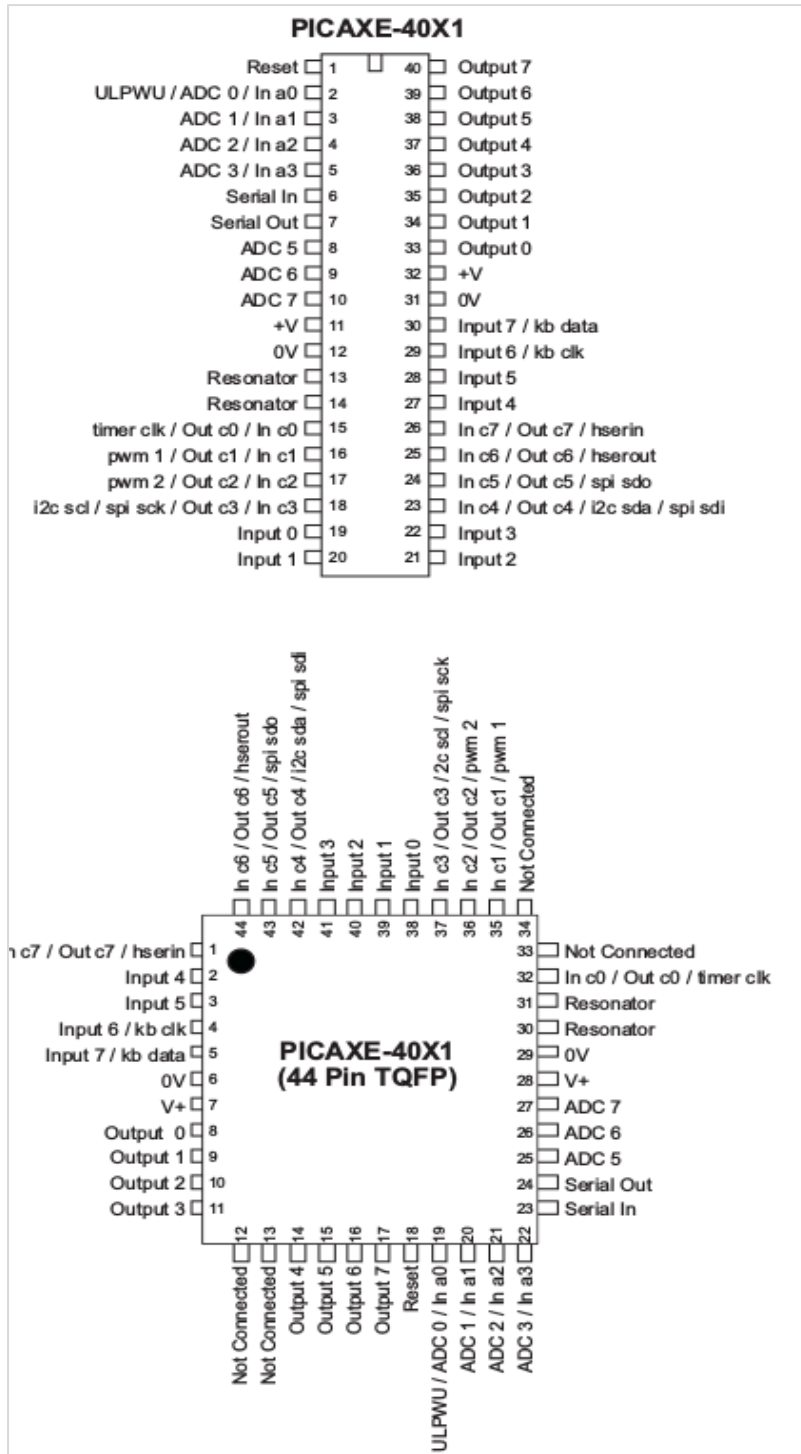 PICAXE-40X1
Reset 1 40 Output 7
ULPWU / ADC 0 / In a0 2 39 Output 6
ADC 1 / In a1 3 38 Output 5
ADC 2 / In a2 4 37 Output 4
ADC 3 / In a3 5 36 Output 3
Serial In 6 35 Output 2
Serial Out 7 34 Output 1
ADC 5 8 33 Output 0
ADC 6 9 32 +V
ADC 7 10 31 0V
+V 11 30 Input 7 / kb data
0V 12 29 Input 6 / kb clk
Resonator 13 28 Input 5
Resonator 14 27 Input 4
timer clk / Out c0 / In c0 15 26 In c7 / Out c7 / hserin
pwm 1 / Out c1 / In c1 16 25 In c6 / Out c6 / hserout
pwm 2 / Out c2 / In c2 17 24 In c5 / Out c5 / spi sdo
i2c scl / spi sck / Out c3 / In c3 18 23 In c4 / Out c4 / i2c sda / spi sdi
Input 0 19 22 Input 3
Input 1 20 21 Input 2
44 In c6 / Out c6 / hserout
43 In c5 / Out c5 / spi sdo
42 In c4 / Out c4 / i2c sda / spi sdi
41 Input 3
40 Input 2
39 Input 1
38 Input 0
37 In c3 / Out c3 / 2c scl / spi sck
36 In c2 / Out c2 / pwm 2
35 In c1 / Out c1 / pwm 1
34 Not Connected
n c7 / Out c7 / hserin 1 33 Not Connected
Input 4 2 32 In c0 / Out c0 / timer clk
Input 5 3 31 Resonator
Input 6 / kb clk 4 30 Resonator
Input 7 / kb data 5 29 0V
0V 6 28 V+
V+ 7 27 ADC 7
Output 0 8 26 ADC 6
Output 1 9 25 ADC 5
Output 2 10 24 Serial Out
Output 3 11 23 Serial In
PICAXE-40X1
(44 Pin TQFP)
Not Connected 12
Not Connected 13
Output 4 14
Output 5 15
Output 6 16
Output 7 17
Reset 18
ULPWU / ADC 0 / In a0 19
ADC 1 / In a1 20
ADC 2 / In a2 21
ADC 3 / In a3 22